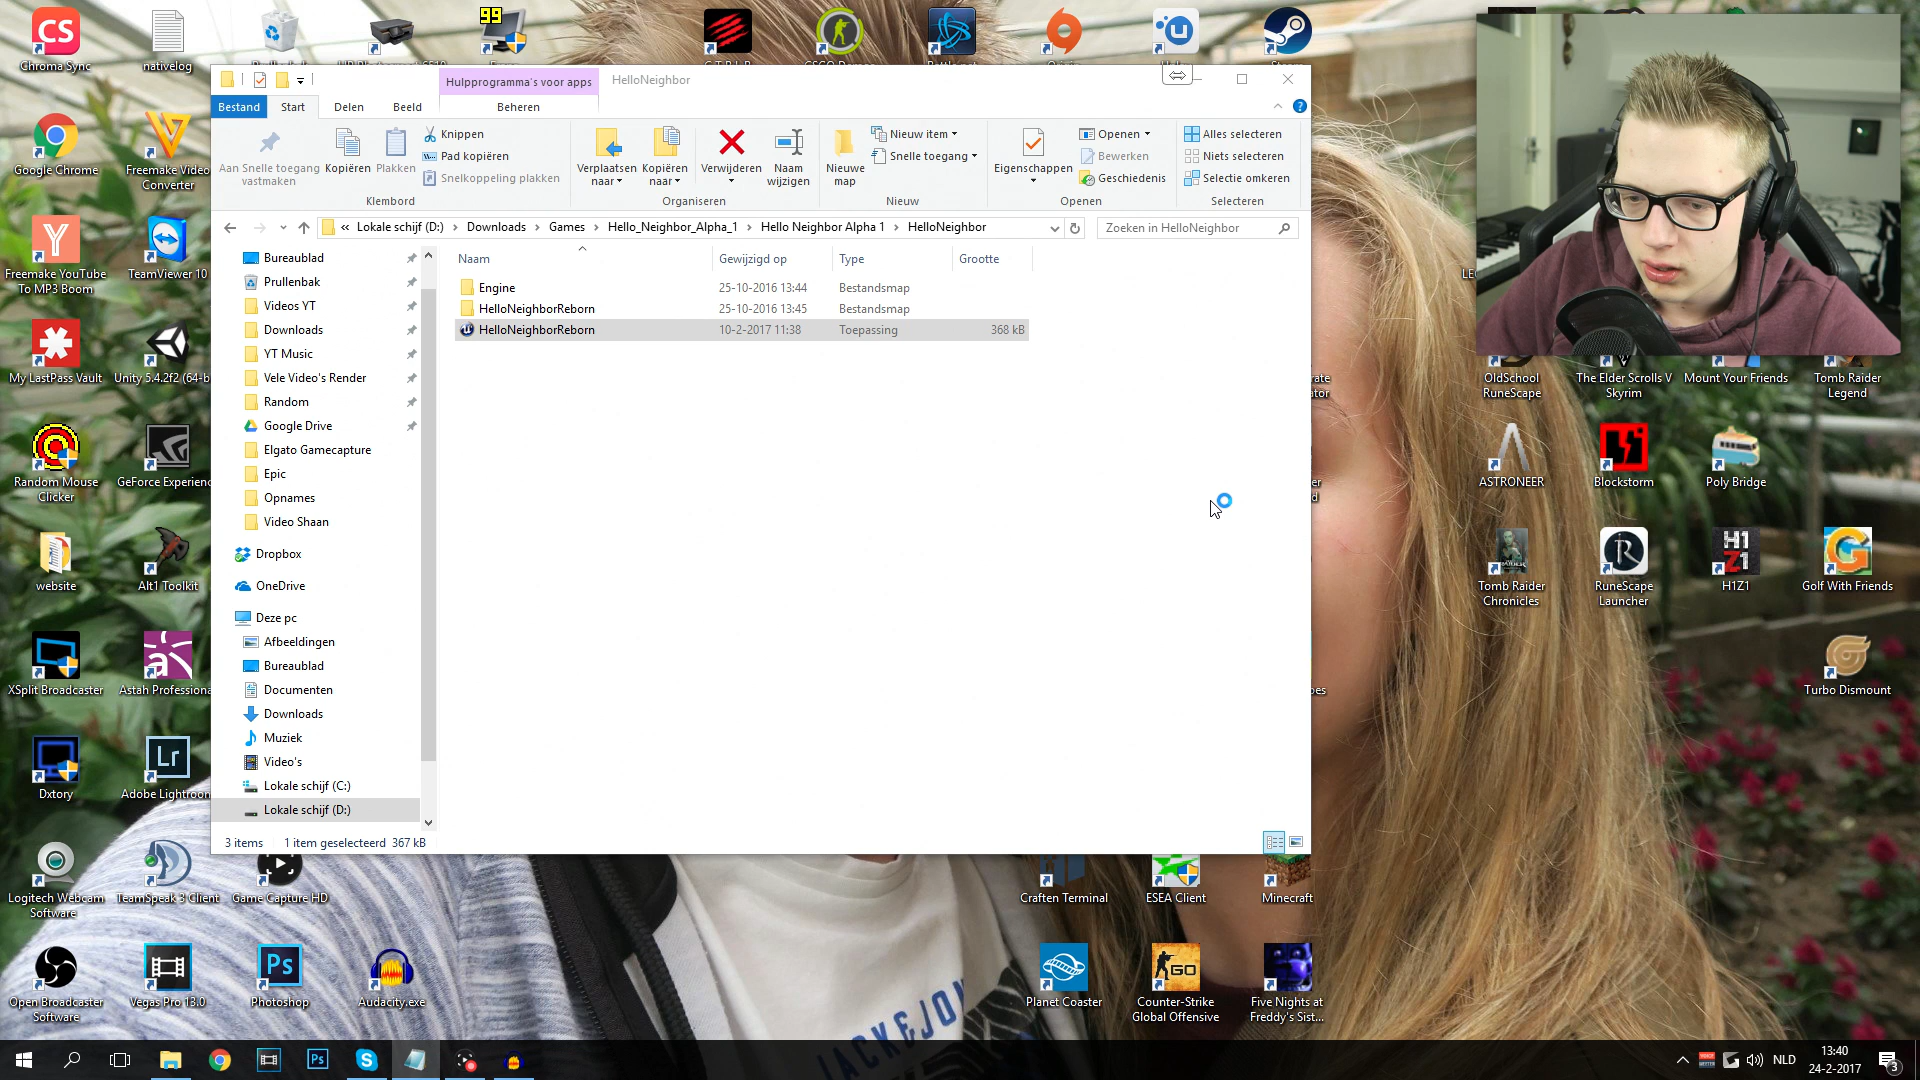 Chroma Sync
nativelog
Hulpprogramma's voor apps
HelloNeighbor
Bestand
Start
Delen
Beeld
Beheren
Aan Snelle toegang
vastmaken
Kopiëren
Plakken
Knippen
Pad kopiëren
Snelkoppeling plakken
Klembord
Verplaatsen
naar
Kopiëren
naar
Verwijderen
Naam
wijzigen
Organiseren
Nieuwe
map
Nieuw item
Snelle toegang
Nieuw
Eigenschappen
Openen
Bewerken
Geschiedenis
Openen
Alles selecteren
Niets selecteren
Selectie omkeren
Selecteren
« Lokale schijf (D:) › Downloads › Games › Hello_Neighbor_Alpha_1 › Hello Neighbor Alpha 1 › HelloNeighbor
Zoeken in HelloNeighbor
Naam
Gewijzigd op
Type
Grootte
Engine
25-10-2016 13:44
Bestandsmap
HelloNeighborReborn
25-10-2016 13:45
Bestandsmap
HelloNeighborReborn
10-2-2017 11:38
Toepassing
368 kB
Bureaublad
Prullenbak
Videos YT
Downloads
YT Music
Vele Video's Render
Random
Google Drive
Elgato Gamecapture
Epic
Opnames
Video Shaan
Dropbox
OneDrive
Deze pc
Afbeeldingen
Bureaublad
Documenten
Downloads
Muziek
Video's
Lokale schijf (C:)
Lokale schijf (D:)
3 items
1 item geselecteerd
367 kB
Google Chrome
Freemake Video
Converter
Freemake YouTube
To MP3 Boom
TeamViewer 10
My LastPass Vault
Unity 5.4.2f2 (64-b
Random Mouse
Clicker
GeForce Experienc
website
Alt1 Toolkit
XSplit Broadcaster
Astah Professiona
Dxtory
Adobe Lightroon
Logitech Webcam
Software
TeamSpeak 3 Client
Game Capture HD
Open Broadcaster
Software
Vegas Pro 13.0
Photoshop
Audacity.exe
OldSchool
RuneScape
The Elder Scrolls V
Skyrim
Mount Your Friends
Tomb Raider
Legend
ASTRONEER
Blockstorm
Poly Bridge
Tomb Raider
Chronicles
RuneScape
Launcher
H1Z1
Golf With Friends
Turbo Dismount
Craften Terminal
ESEA Client
Minecraft
Planet Coaster
Counter-Strike
Global Offensive
Five Nights at
Freddy's Sist...
NLD
13:40
24-2-2017
3